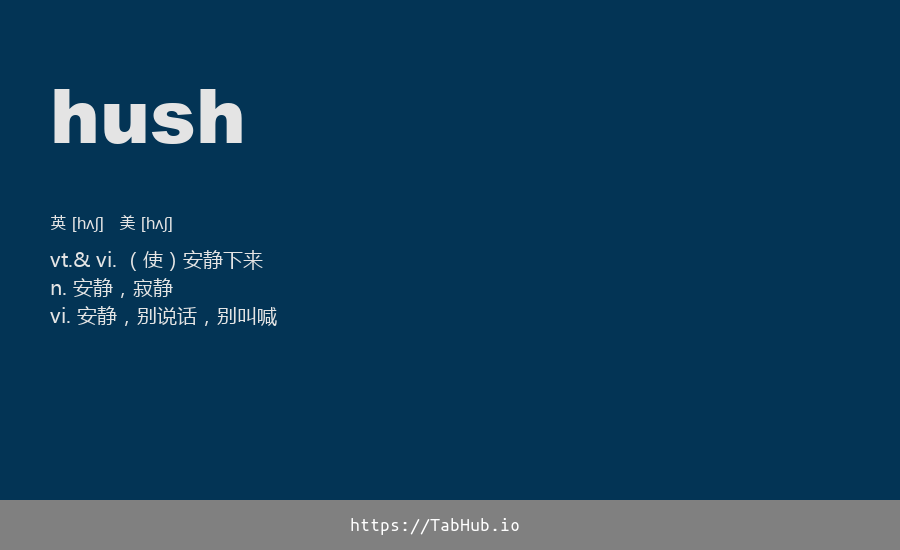 hush
英 [hʌʃ] 美 [hʌʃ]
vt.& vi. （使）安静下来
n. 安静，寂静
vi. 安静，别说话，别叫喊
https://TabHub.io